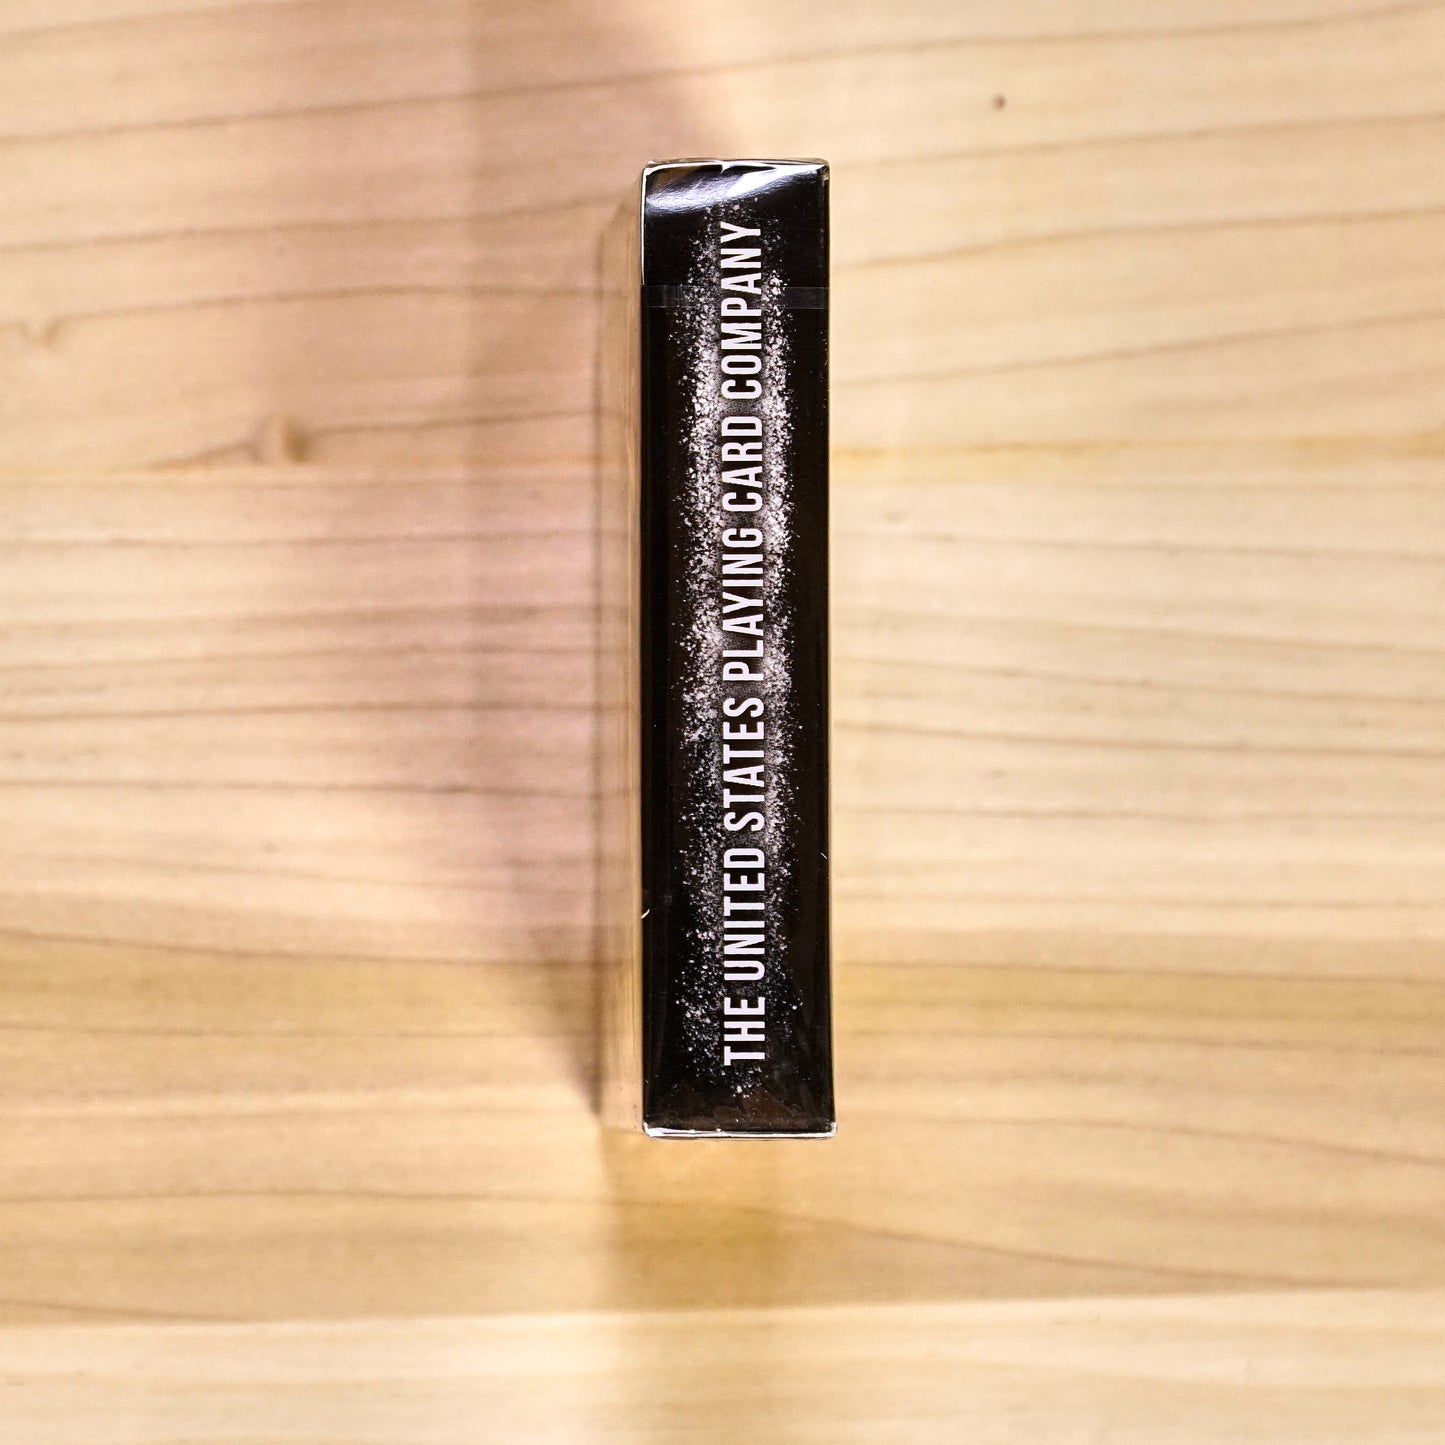 THE UNITED STATES PLAYING CARD COMPANY